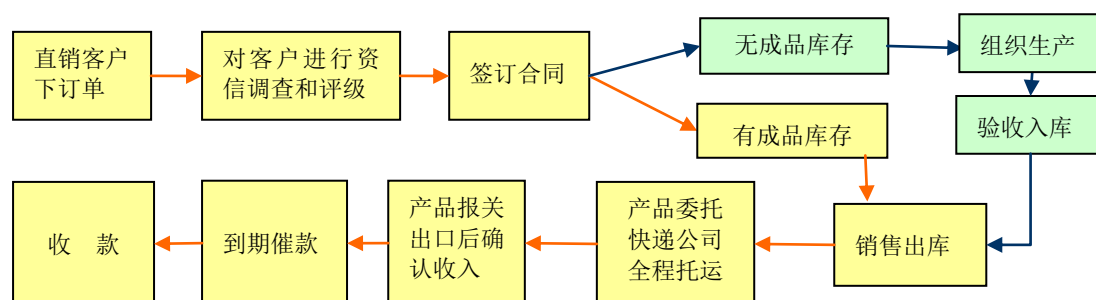 直销客户
下订单
对客户进行资
信调查和评级
签订合同
无成品库存
组织生产
有成品库存
验收入库
收 款
到期催款
产品报关
出口后确
认收入
产品委托
快递公司
全程托运
销售出库